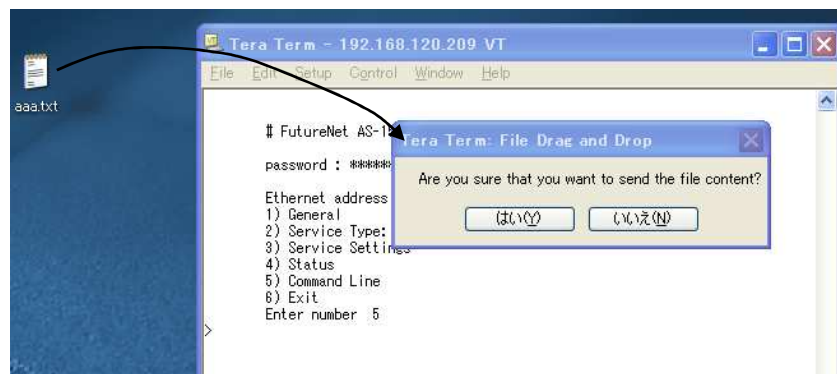 aaa.txt
Tera Term - 192.168.120.209 VT
File Edit Setup Control Window Help
# FutureNet AS-1
password : ******
Tera Term: File Drag and Drop
Are you sure that you want to send the file content?
はい(Y) いいえ(N)
Ethernet address
1) General
2) Service Type:
3) Service Settings
4) Status
5) Command Line
6) Exit
Enter number 5
>